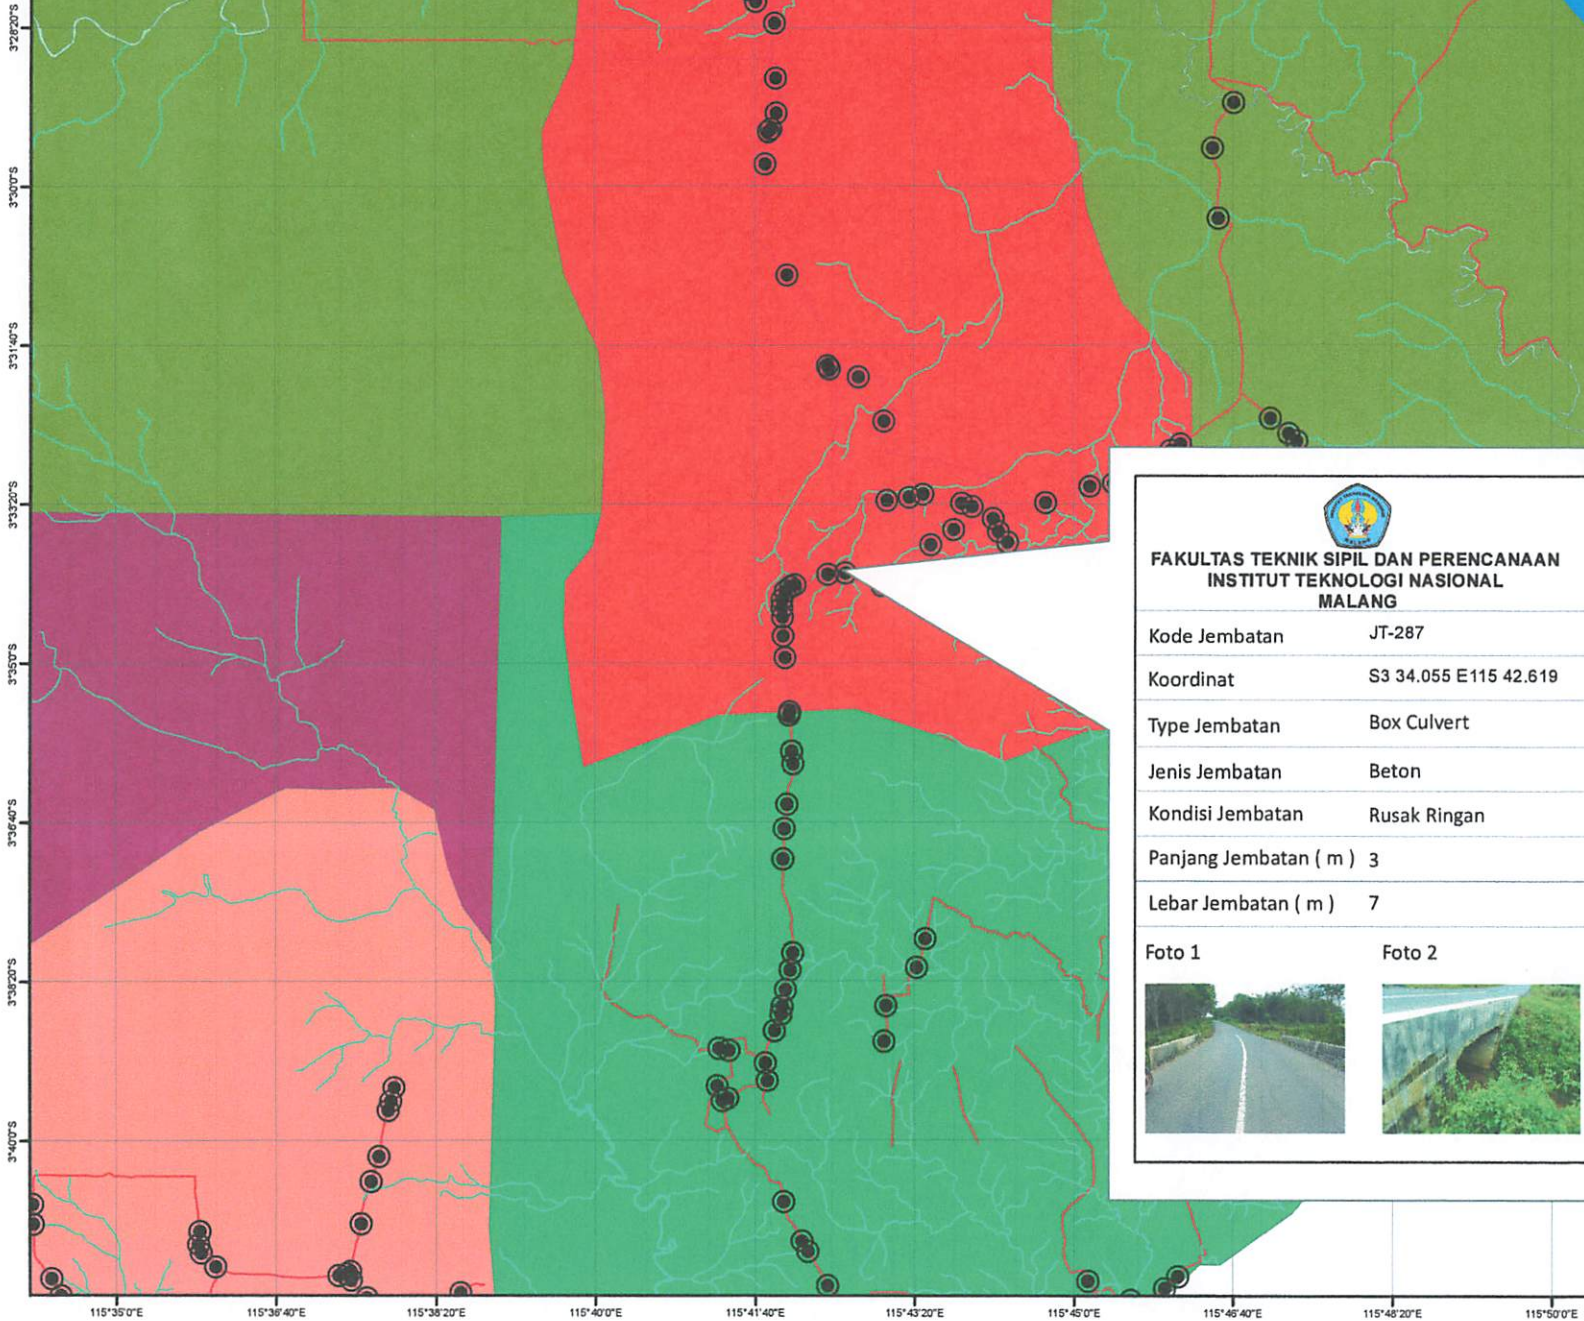 3°28'20"S
3°30'0"S
3°31'40"S
3°33'20"S
3°35'0"S
3°36'40"S
3°38'20"S
3°40'0"S
FAKULTAS TEKNIK SIPIL DAN PERENCANAAN
INSTITUT TEKNOLOGI NASIONAL
MALANG
Kode Jembatan JT-287
Koordinat S3 34.055 E115 42.619
Type Jembatan Box Culvert
Jenis Jembatan Beton
Kondisi Jembatan Rusak Ringan
Panjang Jembatan ( m ) 3
Lebar Jembatan ( m ) 7
Foto 1 Foto 2
115°35'0"E 115°36'40"E 115°38'20"E 115°40'0"E 115°41'40"E 115°43'20"E 115°45'0"E 115°46'40"E 115°48'20"E 115°50'0"E